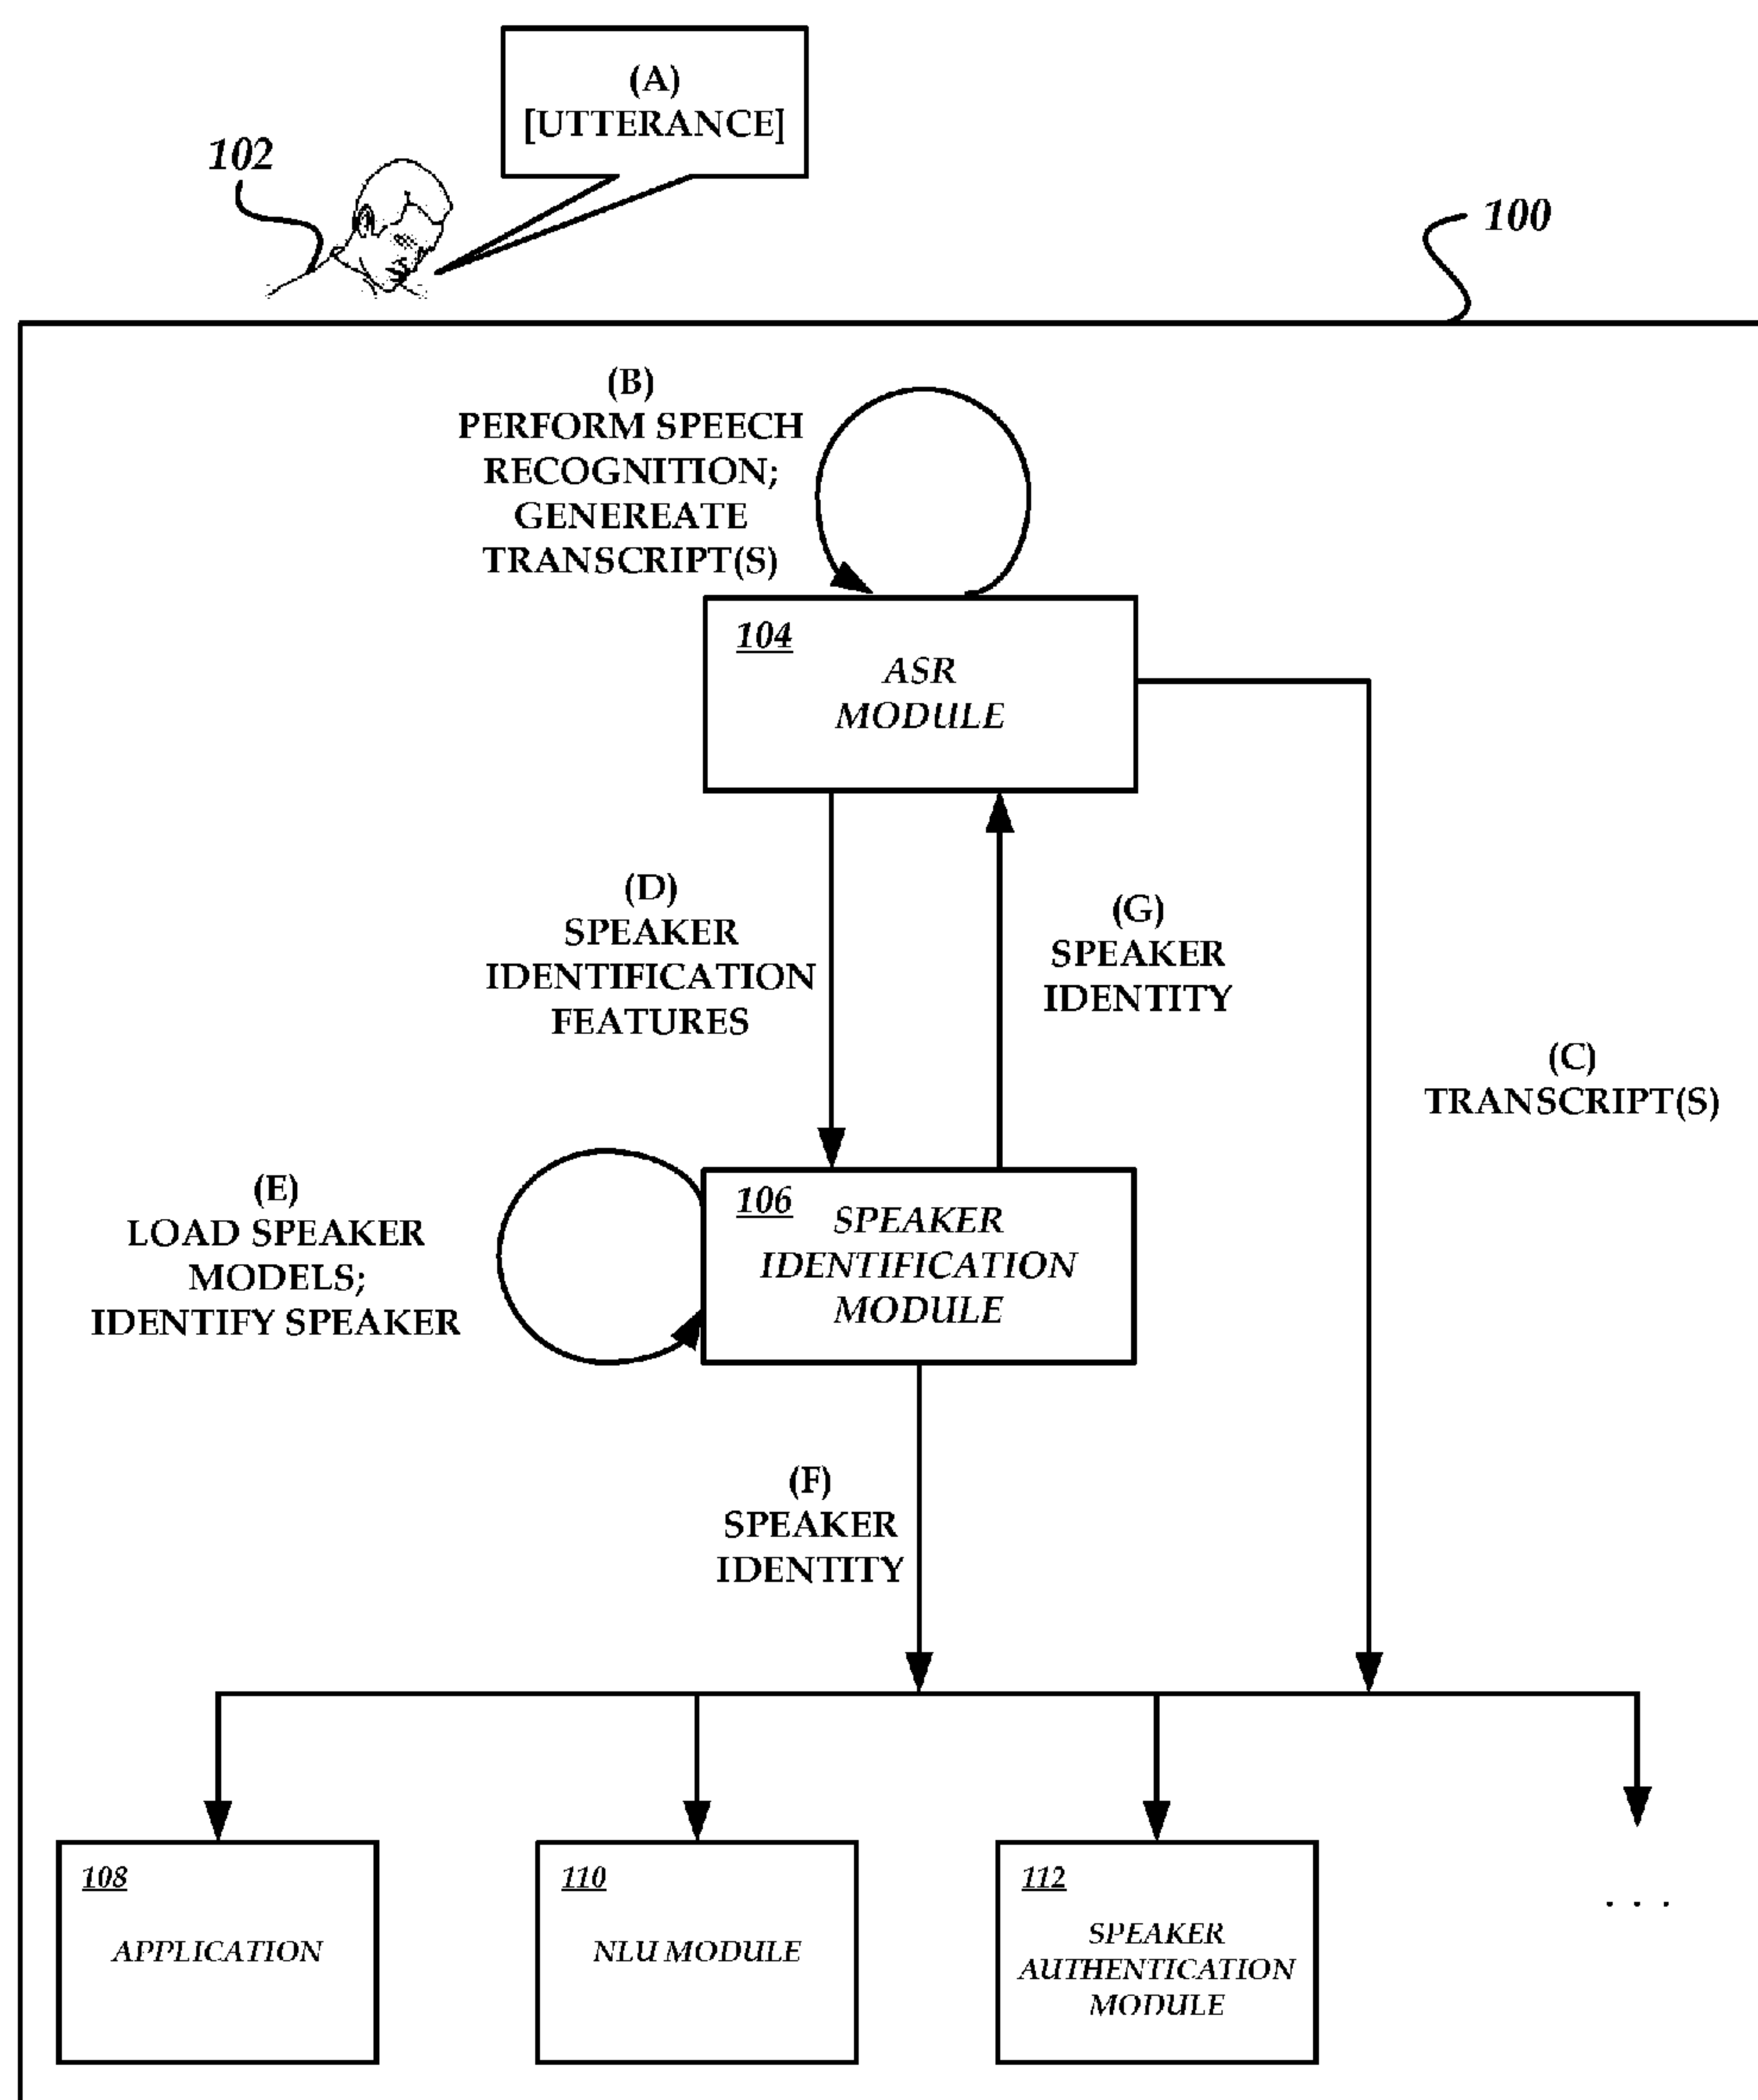 (A)
[UTTERANCE]
102
100
(B)
PERFORM SPEECH
RECOGNITION;
GENEREATE
TRANSCRIPT(S)
104
ASR
MODULE
(D)
SPEAKER
IDENTIFICATION
FEATURES
(G)
SPEAKER
IDENTITY
(C)
TRANSCRIPT(S)
(E)
LOAD SPEAKER
MODELS;
IDENTIFY SPEAKER
106
SPEAKER
IDENTIFICATION
MODULE
(F)
SPEAKER
IDENTITY
108
APPLICATION
110
NLU MODULE
112
SPEAKER
AUTHENTICATION
MODULE
. . .